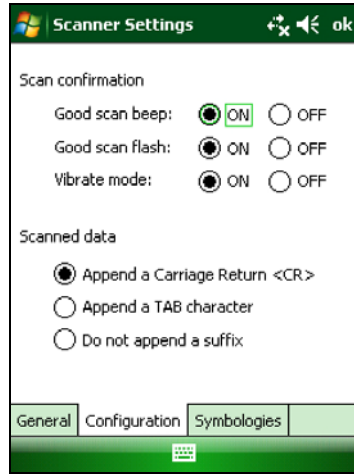 Scanner Settings ok
Scan confirmation
Good scan beep: ON OFF
Good scan flash: ON OFF
Vibrate mode: ON OFF
Scanned data
Append a Carriage Return <CR>
Append a TAB character
Do not append a suffix
General Configuration Symbologies